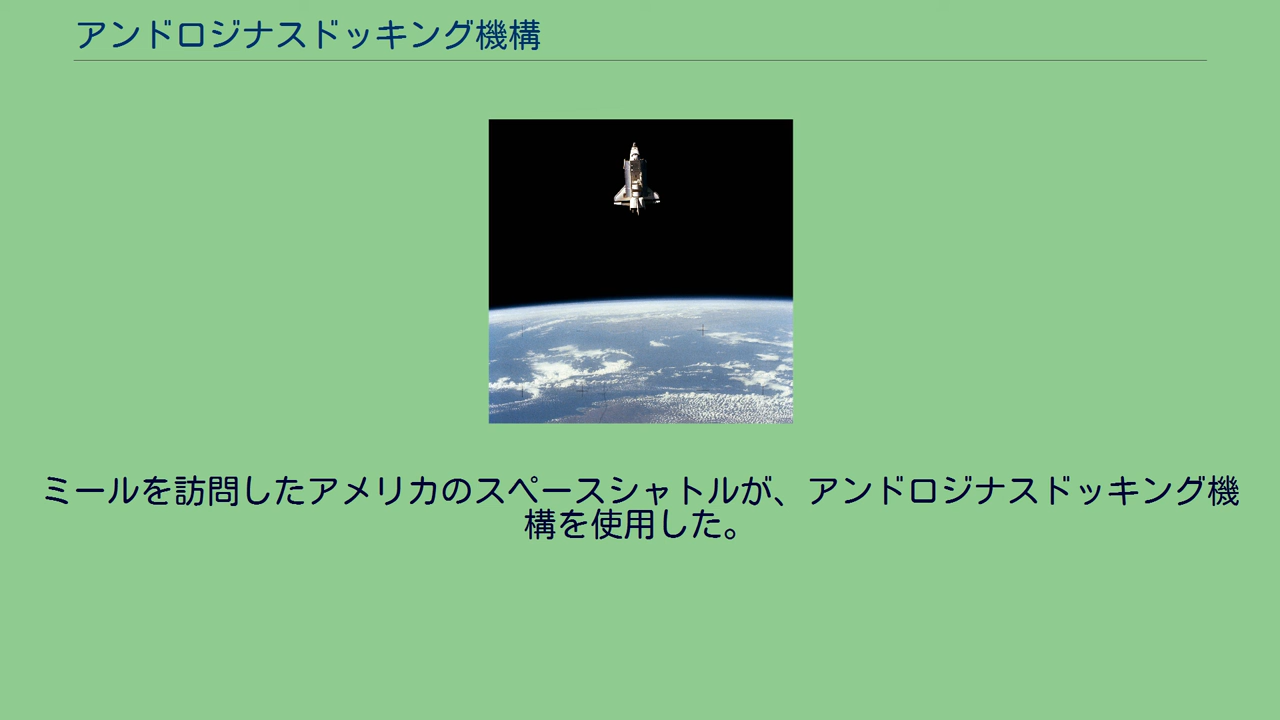 アンドロジナスドッキング機構
ミールを訪問したアメリカのスペースシャトルが、アンドロジナスドッキング機
構を使用した。